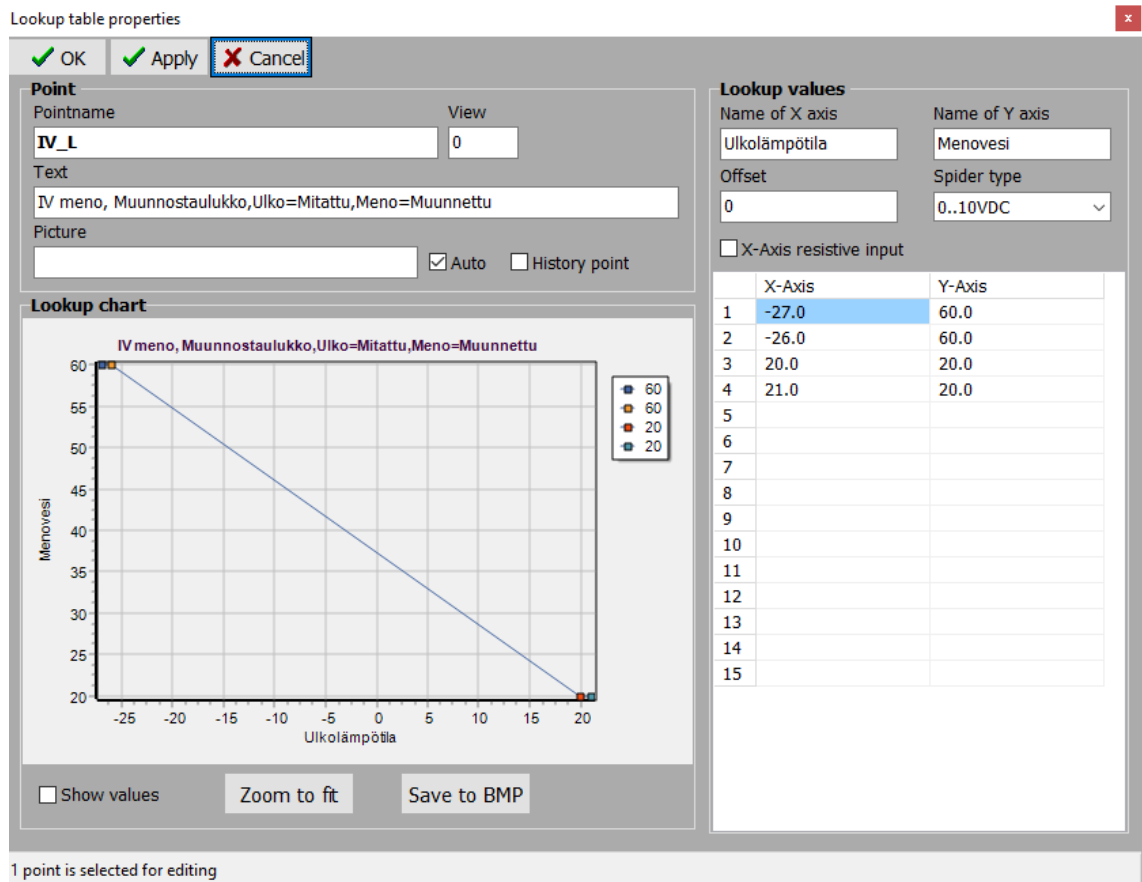 Lookup table properties
x
OK
Apply
Cancel
Point
Pointname
View
IV_L
0
Text
IV meno, Muunnostaulukko,Ulko=Mitattu,Meno=Muunnettu
Picture
Auto
History point
Lookup chart
IV meno, Muunnostaulukko,Ulko=Mitattu,Meno=Muunnettu
60
55
50
45
40
35
30
25
20
Menovesi
-25 -20 -15 -10 -5 0 5 10 15 20
Ulkolämpötila
60
60
20
20
Show values
Zoom to fit
Save to BMP
Lookup values
Name of X axis
Name of Y axis
Ulkolämpötila
Menovesi
Offset
Spider type
0
0..10VDC
X-Axis resistive input
X-Axis Y-Axis
1 -27.0 60.0
2 -26.0 60.0
3 20.0 20.0
4 21.0 20.0
5
6
7
8
9
10
11
12
13
14
15
1 point is selected for editing